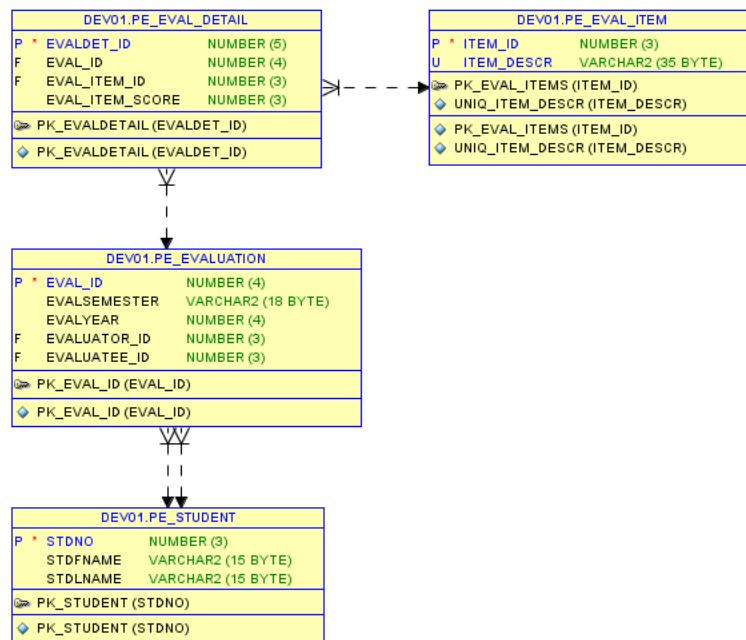 DEV01.PE_EVAL_DETAIL
P * EVALDET_ID NUMBER (5)
F EVAL_ID NUMBER (4)
F EVAL_ITEM_ID NUMBER (3)
EVAL_ITEM_SCORE NUMBER (3)
PK_EVALDETAIL (EVALDET_ID)
PK_EVALDETAIL (EVALDET_ID)
DEV01.PE_EVAL_ITEM
P * ITEM_ID NUMBER (3)
U ITEM_DESCR VARCHAR2 (35 BYTE)
PK_EVAL_ITEMS (ITEM_ID)
UNIQ_ITEM_DESCR (ITEM_DESCR)
PK_EVAL_ITEMS (ITEM_ID)
UNIQ_ITEM_DESCR (ITEM_DESCR)
DEV01.PE_EVALUATION
P * EVAL_ID NUMBER (4)
EVALSEMESTER VARCHAR2 (18 BYTE)
EVALYEAR NUMBER (4)
F EVALUATOR_ID NUMBER (3)
F EVALUATEE_ID NUMBER (3)
PK_EVAL_ID (EVAL_ID)
PK_EVAL_ID (EVAL_ID)
DEV01.PE_STUDENT
P * STDNO NUMBER (3)
STDFNAME VARCHAR2 (15 BYTE)
STDLNAME VARCHAR2 (15 BYTE)
PK_STUDENT (STDNO)
PK_STUDENT (STDNO)